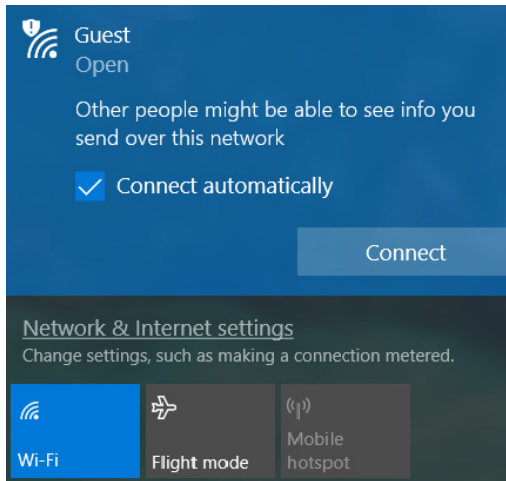 Guest
Open
Other people might be able to see info you
send over this network
Connect automatically
Connect
Network & Internet settings
Change settings, such as making a connection metered.
Wi-Fi
Flight mode
Mobile
hotspot